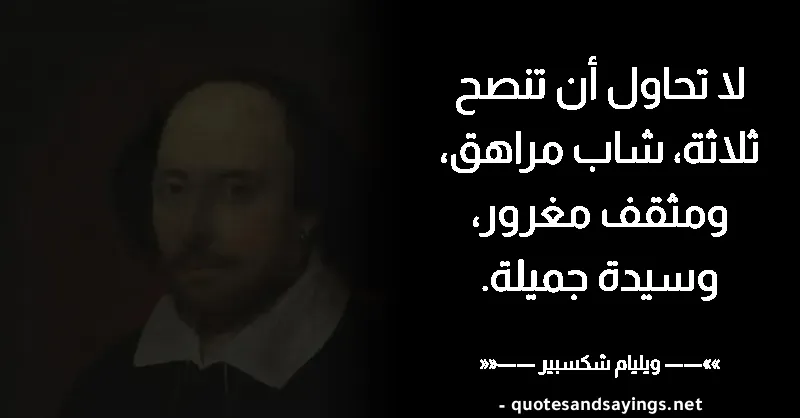 لا تحاول أن تنصح
ثلاثة، شاب مراهق،
ومثقف مغرور،
وسيدة جميلة.
»—— ويليام شكسبير ——««
- quotesandsayings.net